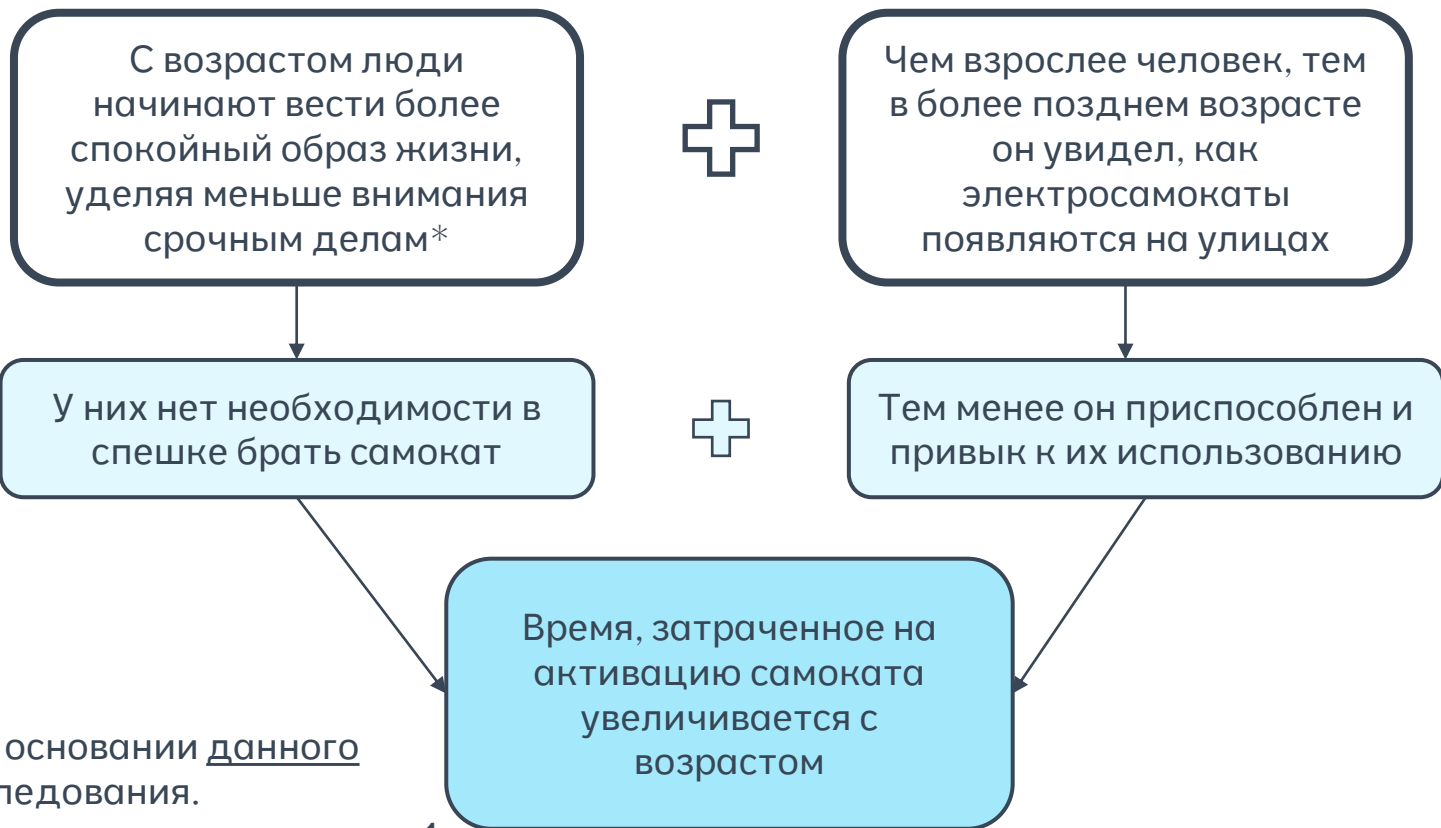 С возрастом люди
начинают вести более
спокойный образ жизни,
уделяя меньше внимания
срочным делам*
Чем взрослее человек, тем
в более позднем возрасте
он увидел, как
электросамокаты
появляются на улицах
У них нет необходимости в
спешке брать самокат
Тем менее он приспособлен и
привык к их использованию
Время, затраченное на
активацию самоката
увеличивается с
возрастом
основании данного
ледования.